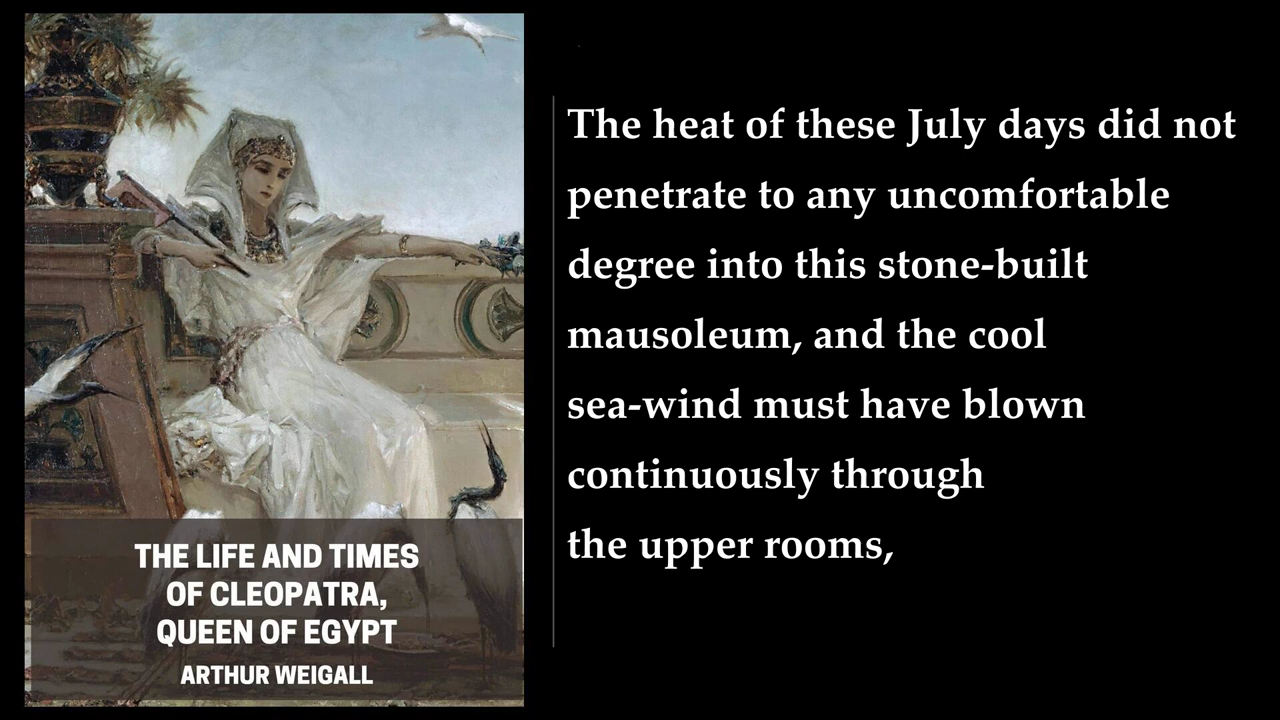 The heat of these July days did not
penetrate to any uncomfortable
degree into this stone-built
mausoleum, and the cool
sea-wind must have blown
continuously through
the upper rooms,
THE LIFE AND TIMES
OF CLEOPATRA,
QUEEN OF EGYPT
ARTHUR WEIGALL